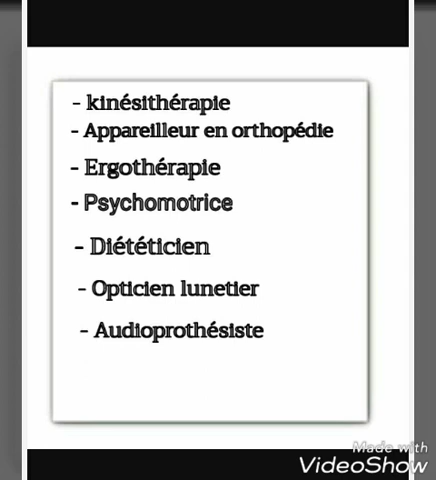 - kinésithérapie
- Appareilleur en orthopédie
- Ergothérapie
- Psychomotrice
- Diététicien
- Opticien lunetier
- Audioprothésiste
Made with
VideoShow